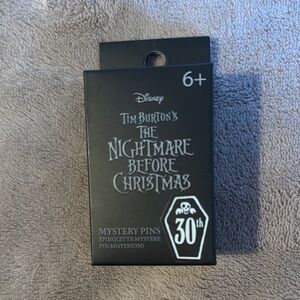 6+
Disney
TIM BURTON'S
THE
NIGHTMARE
BEFORE
CHRISTMAS
30th
MYSTERY PINS
ÉPINGLETTE MYSTÈRE
PIN MISTERIOSO